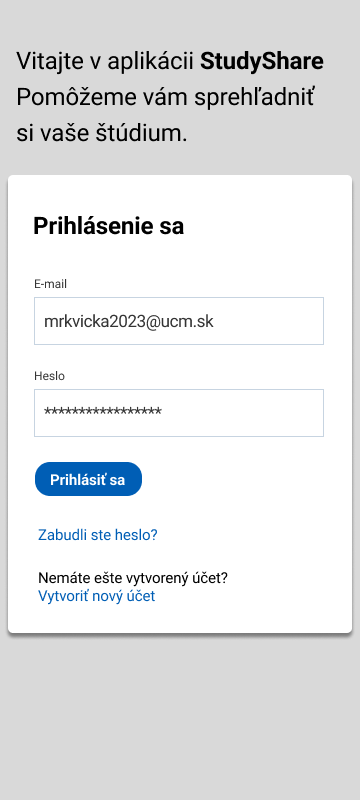 Vitajte v aplikácii StudyShare
Pomôžeme vám sprehľadniť
si vaše štúdium.
Prihlásenie sa
E-mail
mrkvicka2023@ucm.sk
Heslo
*****************
Prihlásiť sa
Zabudli ste heslo?
Nemáte ešte vytvorený účet?
Vytvoriť nový účet